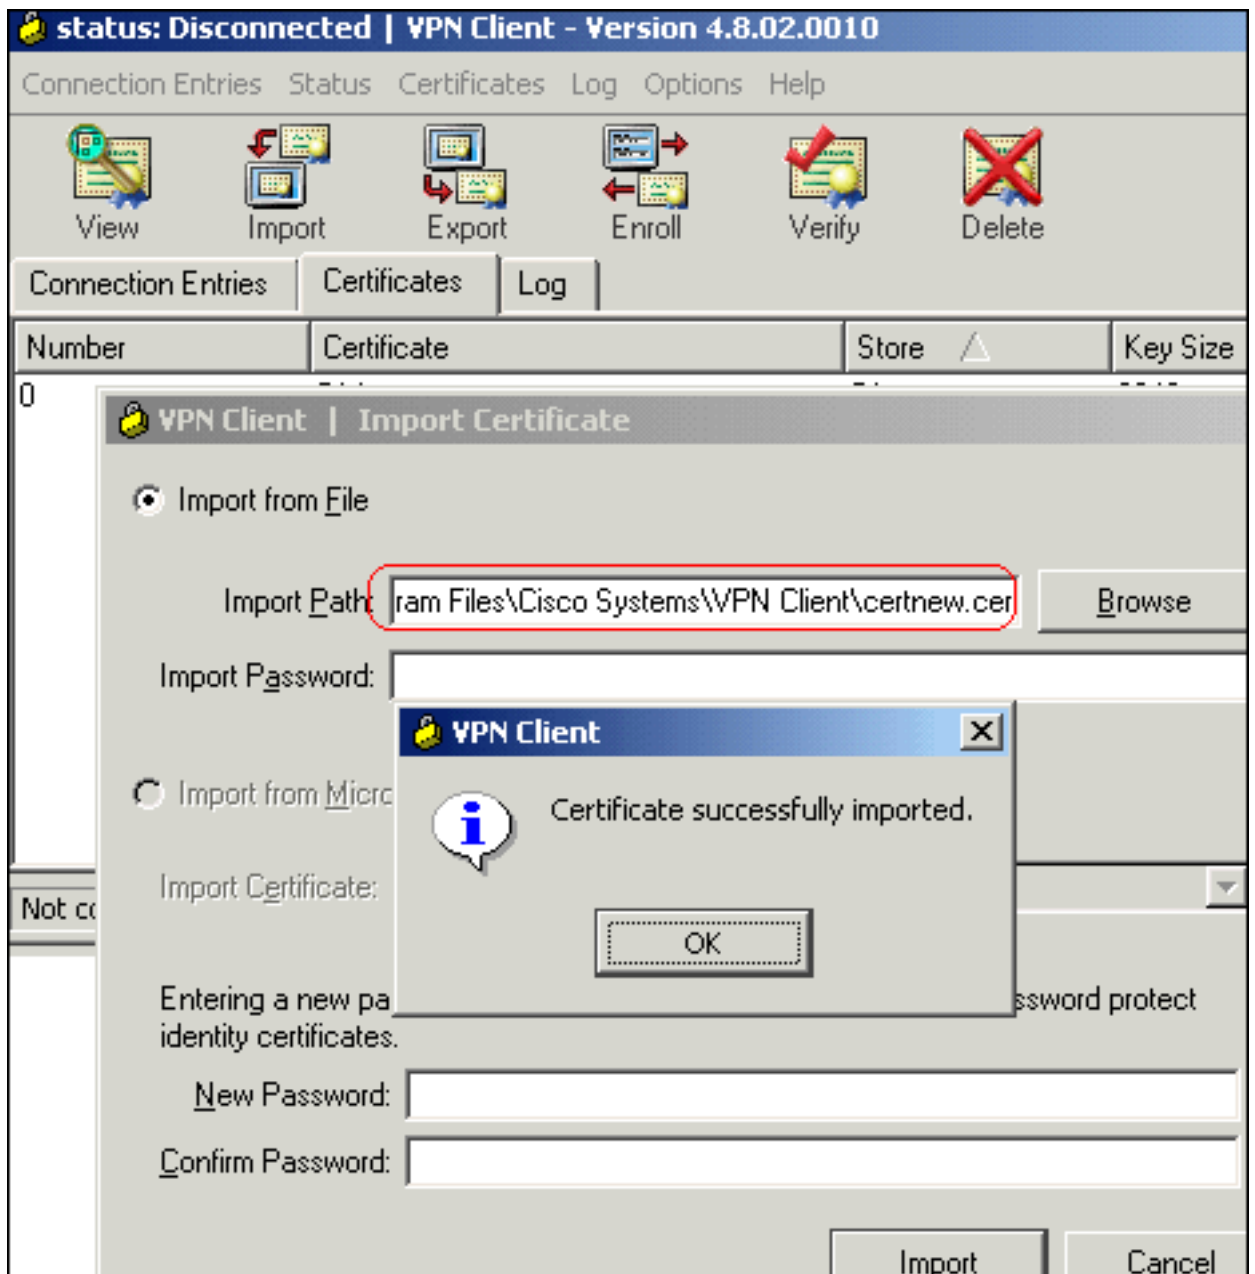 status: Disconnected | VPN Client - Version 4.8.02.0010
Connection Entries Status Certificates Log Options Help
View Import Export Enroll Verify Delete
Connection Entries Certificates Log
Number Certificate Store Key Size
0
VPN Client | Import Certificate
Import from File
Import Path: ram Files\Cisco Systems\VPN Client\certnew.cer Browse
Import Password:
VPN Client
Import from Micro
Certificate successfully imported.
Import Certificate:
Not co
OK
Entering a new pa
ssword protect
identity certificates.
New Password:
Confirm Password:
Import Cancel